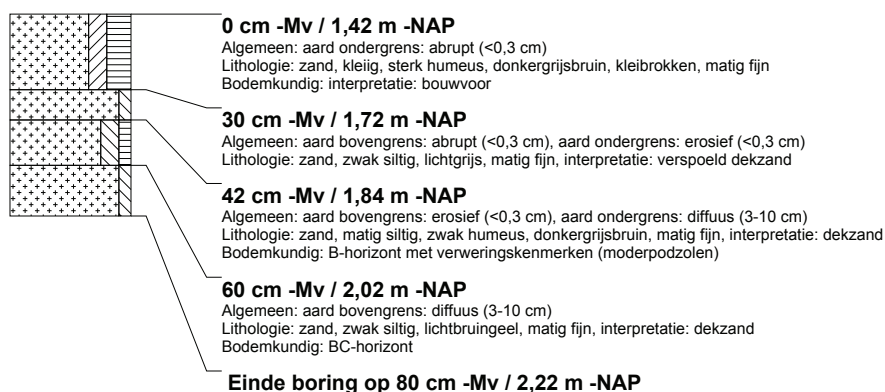 0 cm -Mv / 1,42 m -NAP
Algemeen: aard ondergrens: abrupt (<0,3 cm)
Lithologie: zand, kleiig, sterk humeus, donkergrijsbruin, kleibrokken, matig fijn
Bodemkundig: interpretatie: bouwvoor
30 cm -Mv / 1,72 m -NAP
Algemeen: aard bovengrens: abrupt (<0,3 cm), aard ondergrens: erosief (<0,3 cm)
Lithologie: zand, zwak siltig, lichtgrijs, matig fijn, interpretatie: verspoeld dekzand
42 cm -Mv / 1,84 m -NAP
Algemeen: aard bovengrens: erosief (<0,3 cm), aard ondergrens: diffuus (3-10 cm)
Lithologie: zand, matig siltig, zwak humeus, donkergrijsbruin, matig fijn, interpretatie: dekzand
Bodemkundig: B-horizont met verweringskenmerken (moderpodzolen)
60 cm -Mv / 2,02 m -NAP
Algemeen: aard bovengrens: diffuus (3-10 cm)
Lithologie: zand, zwak siltig, lichtbruingeel, matig fijn, interpretatie: dekzand
Bodemkundig: BC-horizont
Einde boring op 80 cm -Mv / 2,22 m -NAP